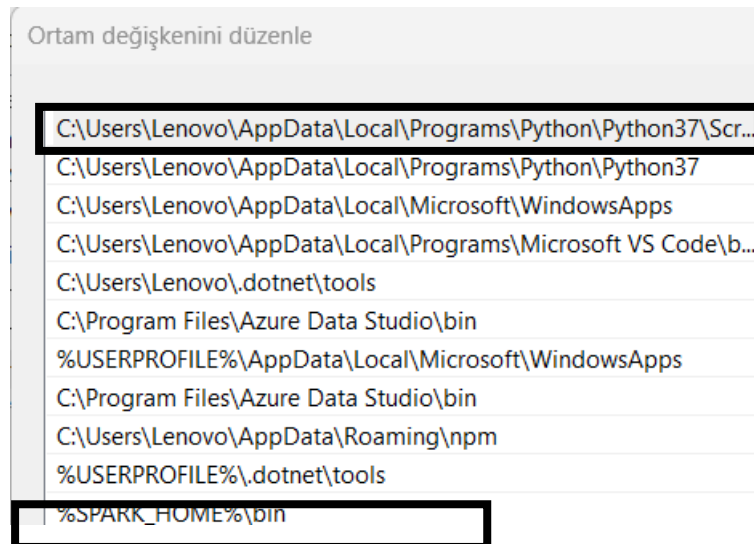 Ortam değişkenini düzenle
C:\Users\Lenovo\AppData\Local\Programs\Python\Python37\Scr...
C:\Users\Lenovo\AppData\Local\Programs\Python\Python37
C:\Users\Lenovo\AppData\Local\Microsoft\WindowsApps
C:\Users\Lenovo\AppData\Local\Programs\Microsoft VS Code\b...
C:\Users\Lenovo\.dotnet\tools
C:\Program Files\Azure Data Studio\bin
%USERPROFILE%\AppData\Local\Microsoft\WindowsApps
C:\Program Files\Azure Data Studio\bin
C:\Users\Lenovo\AppData\Roaming\npm
%USERPROFILE%\.dotnet\tools
%SPARK_HOME%\bin